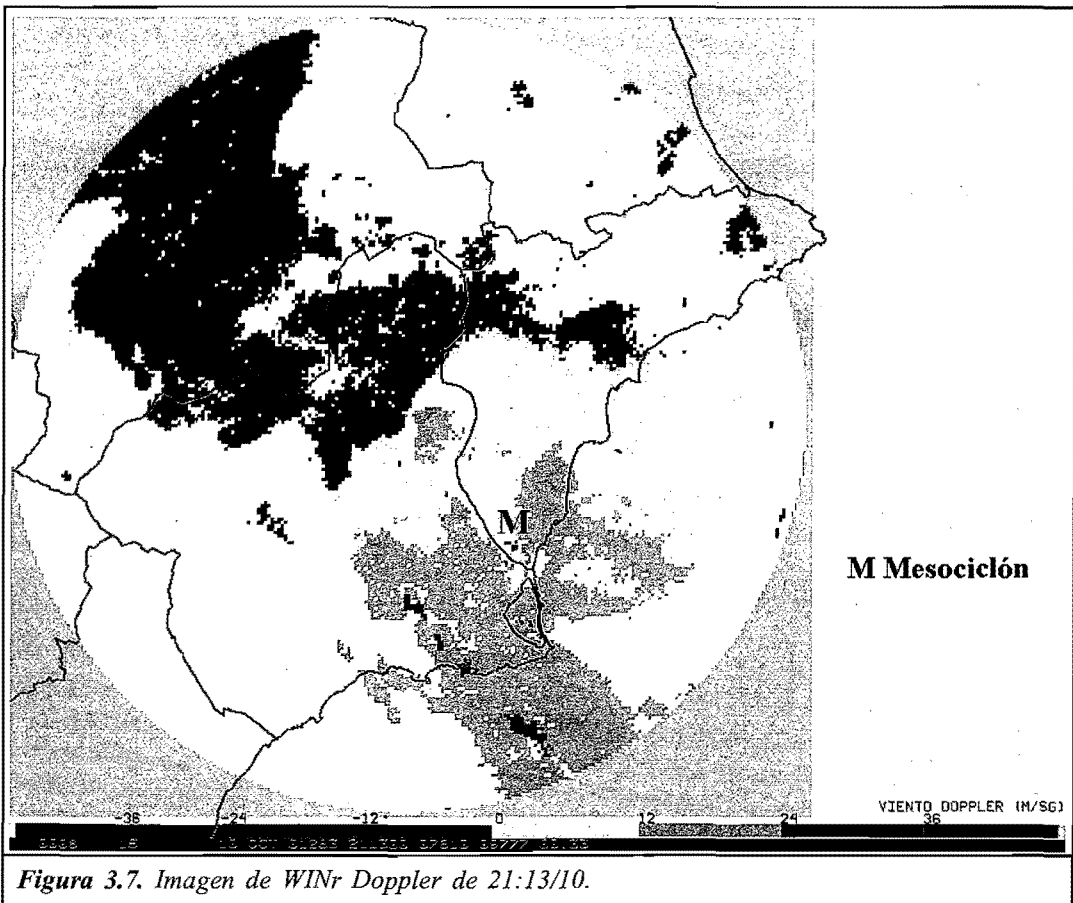 M
M Mesociclón
VIENTO DOPPLER (M/SG)
-36 -24 -12 0 12 24 36
Figura 3.7. Imagen de WINr Doppler de 21:13/10.